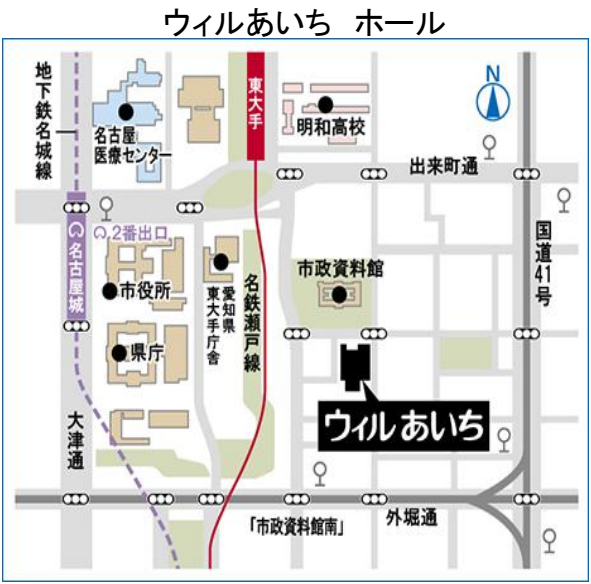 ウィルあいち ホール
地下鉄名城線
名古屋
医療センター
東大手
明和高校
N
出来町通
2番出口
名古屋城
市役所
愛知県
東大手庁舎
名鉄瀬戸線
市政資料館
国道41号
県庁
ウィルあいち
大津通
「市政資料館南」
外堀通